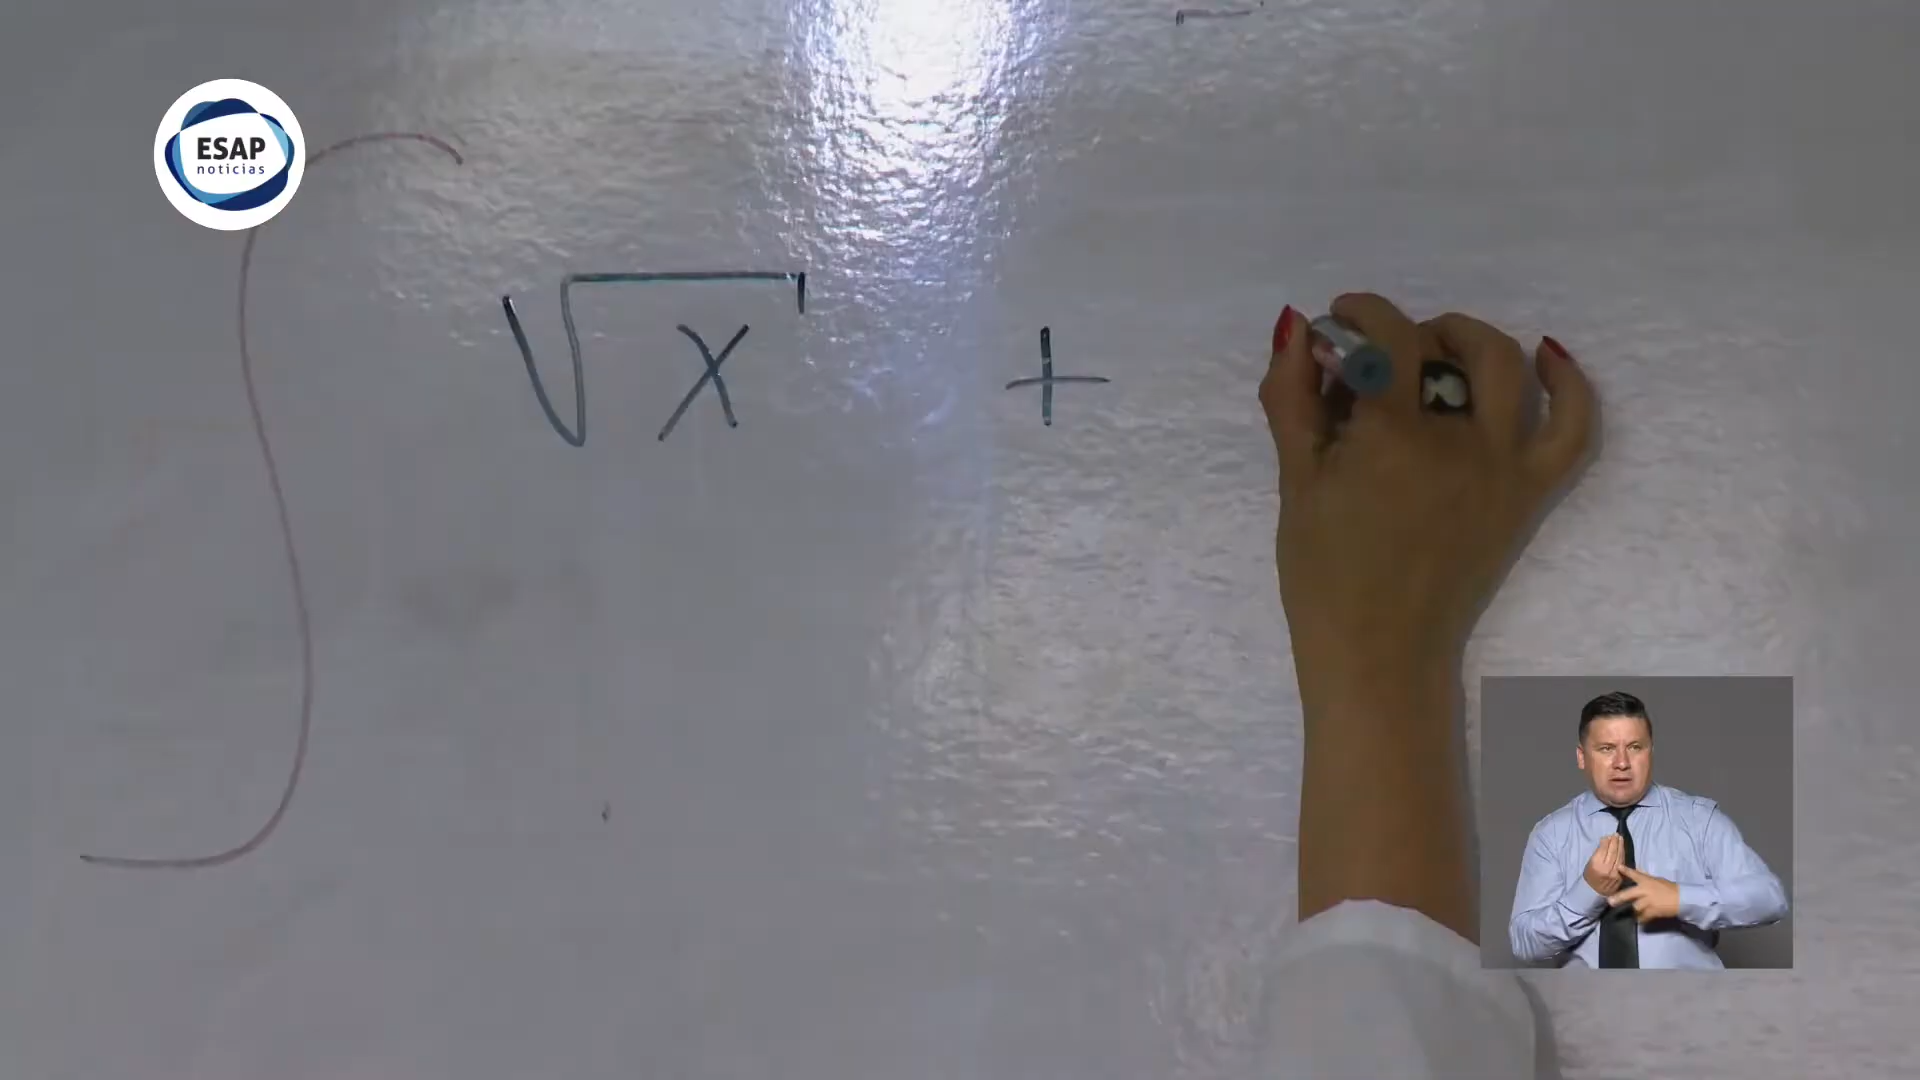 ESAP
noticias
∫ √x +